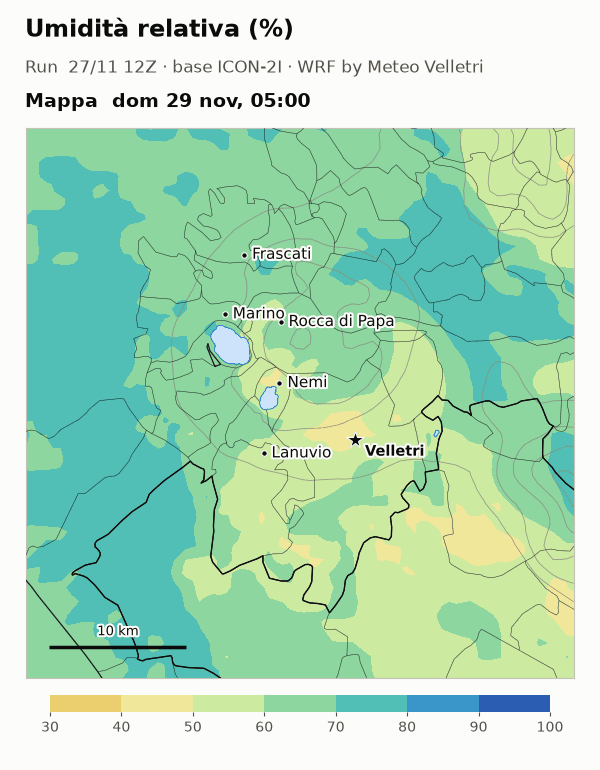 Umidità relativa (%)
Run  27/11 12Z · base ICON-2I · WRF by Meteo Velletri
Mappa  dom 29 nov, 05:00
Frascati
Marino
Rocca di Papa
Nemi
Velletri
Lanuvio
10 km
30 40 50 60 70 80 90 100